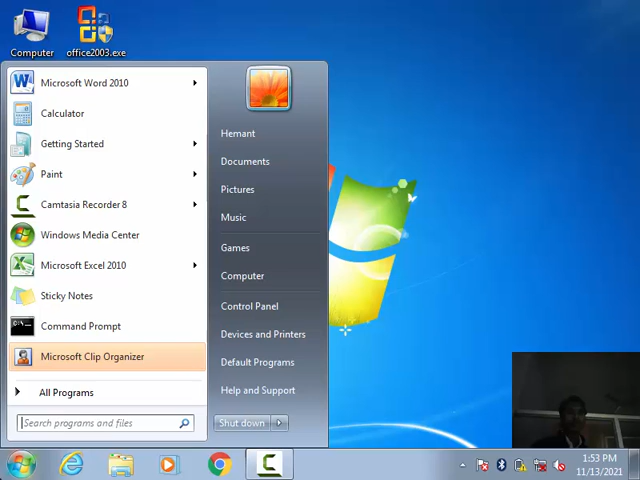 Computer
office2003.exe
Microsoft Word 2010
Calculator
Getting Started
Paint
Camtasia Recorder 8
Windows Media Center
Microsoft Excel 2010
Sticky Notes
Command Prompt
Microsoft Clip Organizer
All Programs
Search programs and files
Hemant
Documents
Pictures
Music
Games
Computer
Control Panel
Devices and Printers
Default Programs
Help and Support
Shut down
1:53 PM
11/13/2021